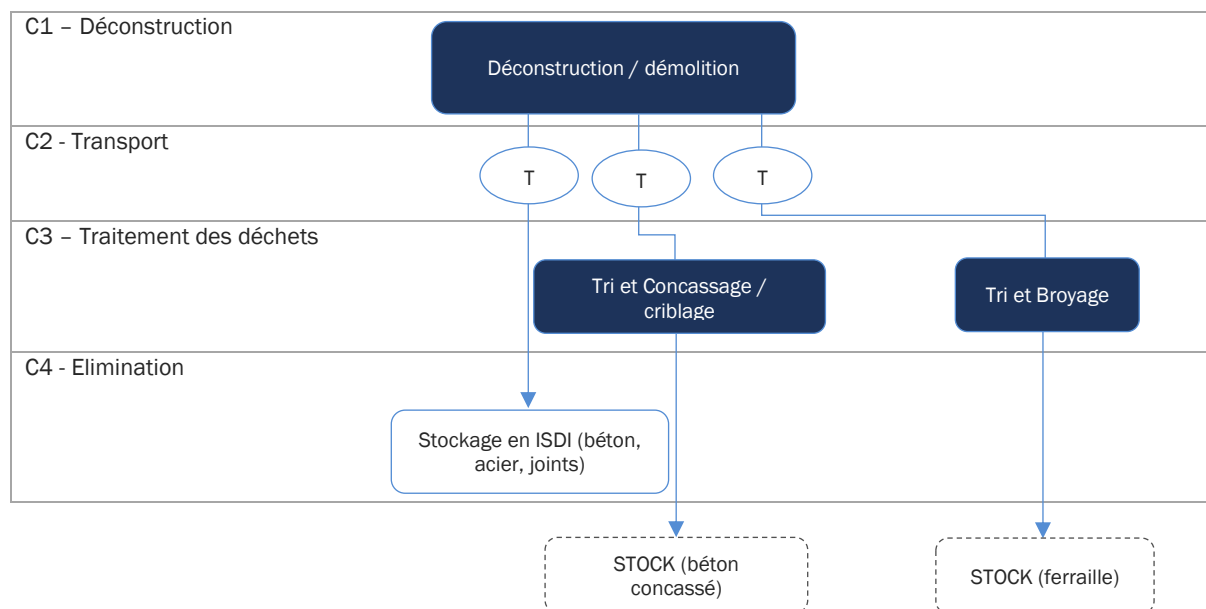 C1 – Déconstruction
Déconstruction / démolition
C2 - Transport
T
T
T
C3 – Traitement des déchets
Tri et Concassage /
criblage
Tri et Broyage
C4 - Elimination
Stockage en ISDI (béton,
acier, joints)
STOCK (béton
concassé)
STOCK (ferraille)